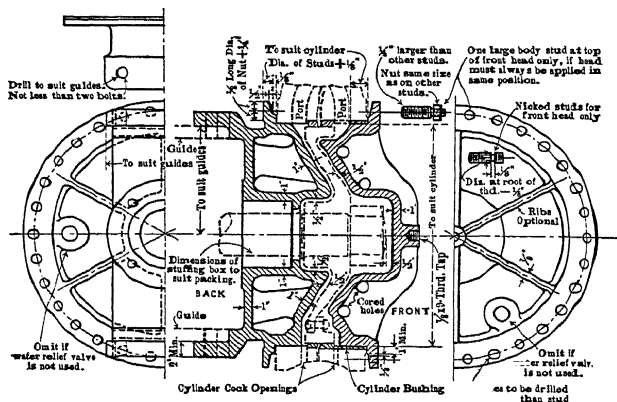 Drill to suit guides.
Not less than two bolts.
½ Long Dia.
of Nut+⅛"
To suit cylinder
Dia. of Studs+⅛"
Port
Port
⅛" larger than
other studs.
Nut same size
as on other
studs.
One large body stud at top
of front head only, if head
must always be applied in
same position.
Nicked studs for
front head only
Dia. at root of
Ribs
Optional
Guide
To suit guides
To suit guides
To suit cylinder
Dimensions of
stuffing box to
suit packing.
BACK
1"
Cored
holes
FRONT
Thrd. Tap
Guide
2" Min.
1" Min.
Omit if
water relief valve
is not used.
Omit if
er relief valv
is not used.
Cylinder Cock Openings
Cylinder Bushing
es to be drilled
than stud